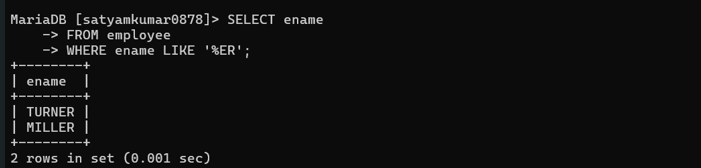 MariaDB [satyamkumar0878]> SELECT ename
    -> FROM employee
    -> WHERE ename LIKE '%ER';
+--------+
| ename  |
+--------+
| TURNER |
| MILLER |
+--------+
2 rows in set (0.001 sec)